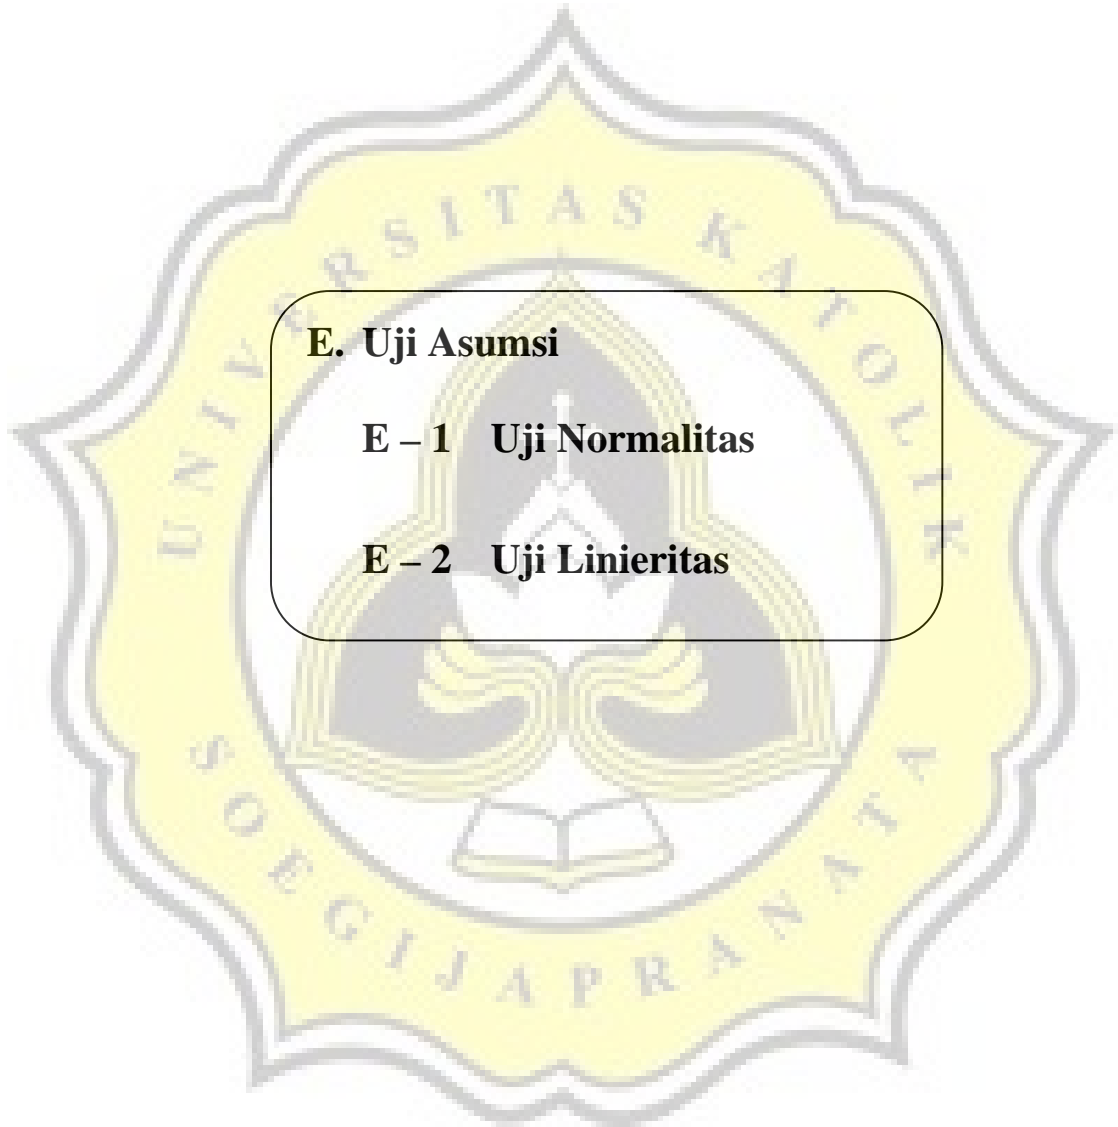 UNIVERSITAS KATOLIK
E. Uji Asumsi
E – 1 Uji Normalitas
E – 2 Uji Linieritas
SOEGIJAPRANATA